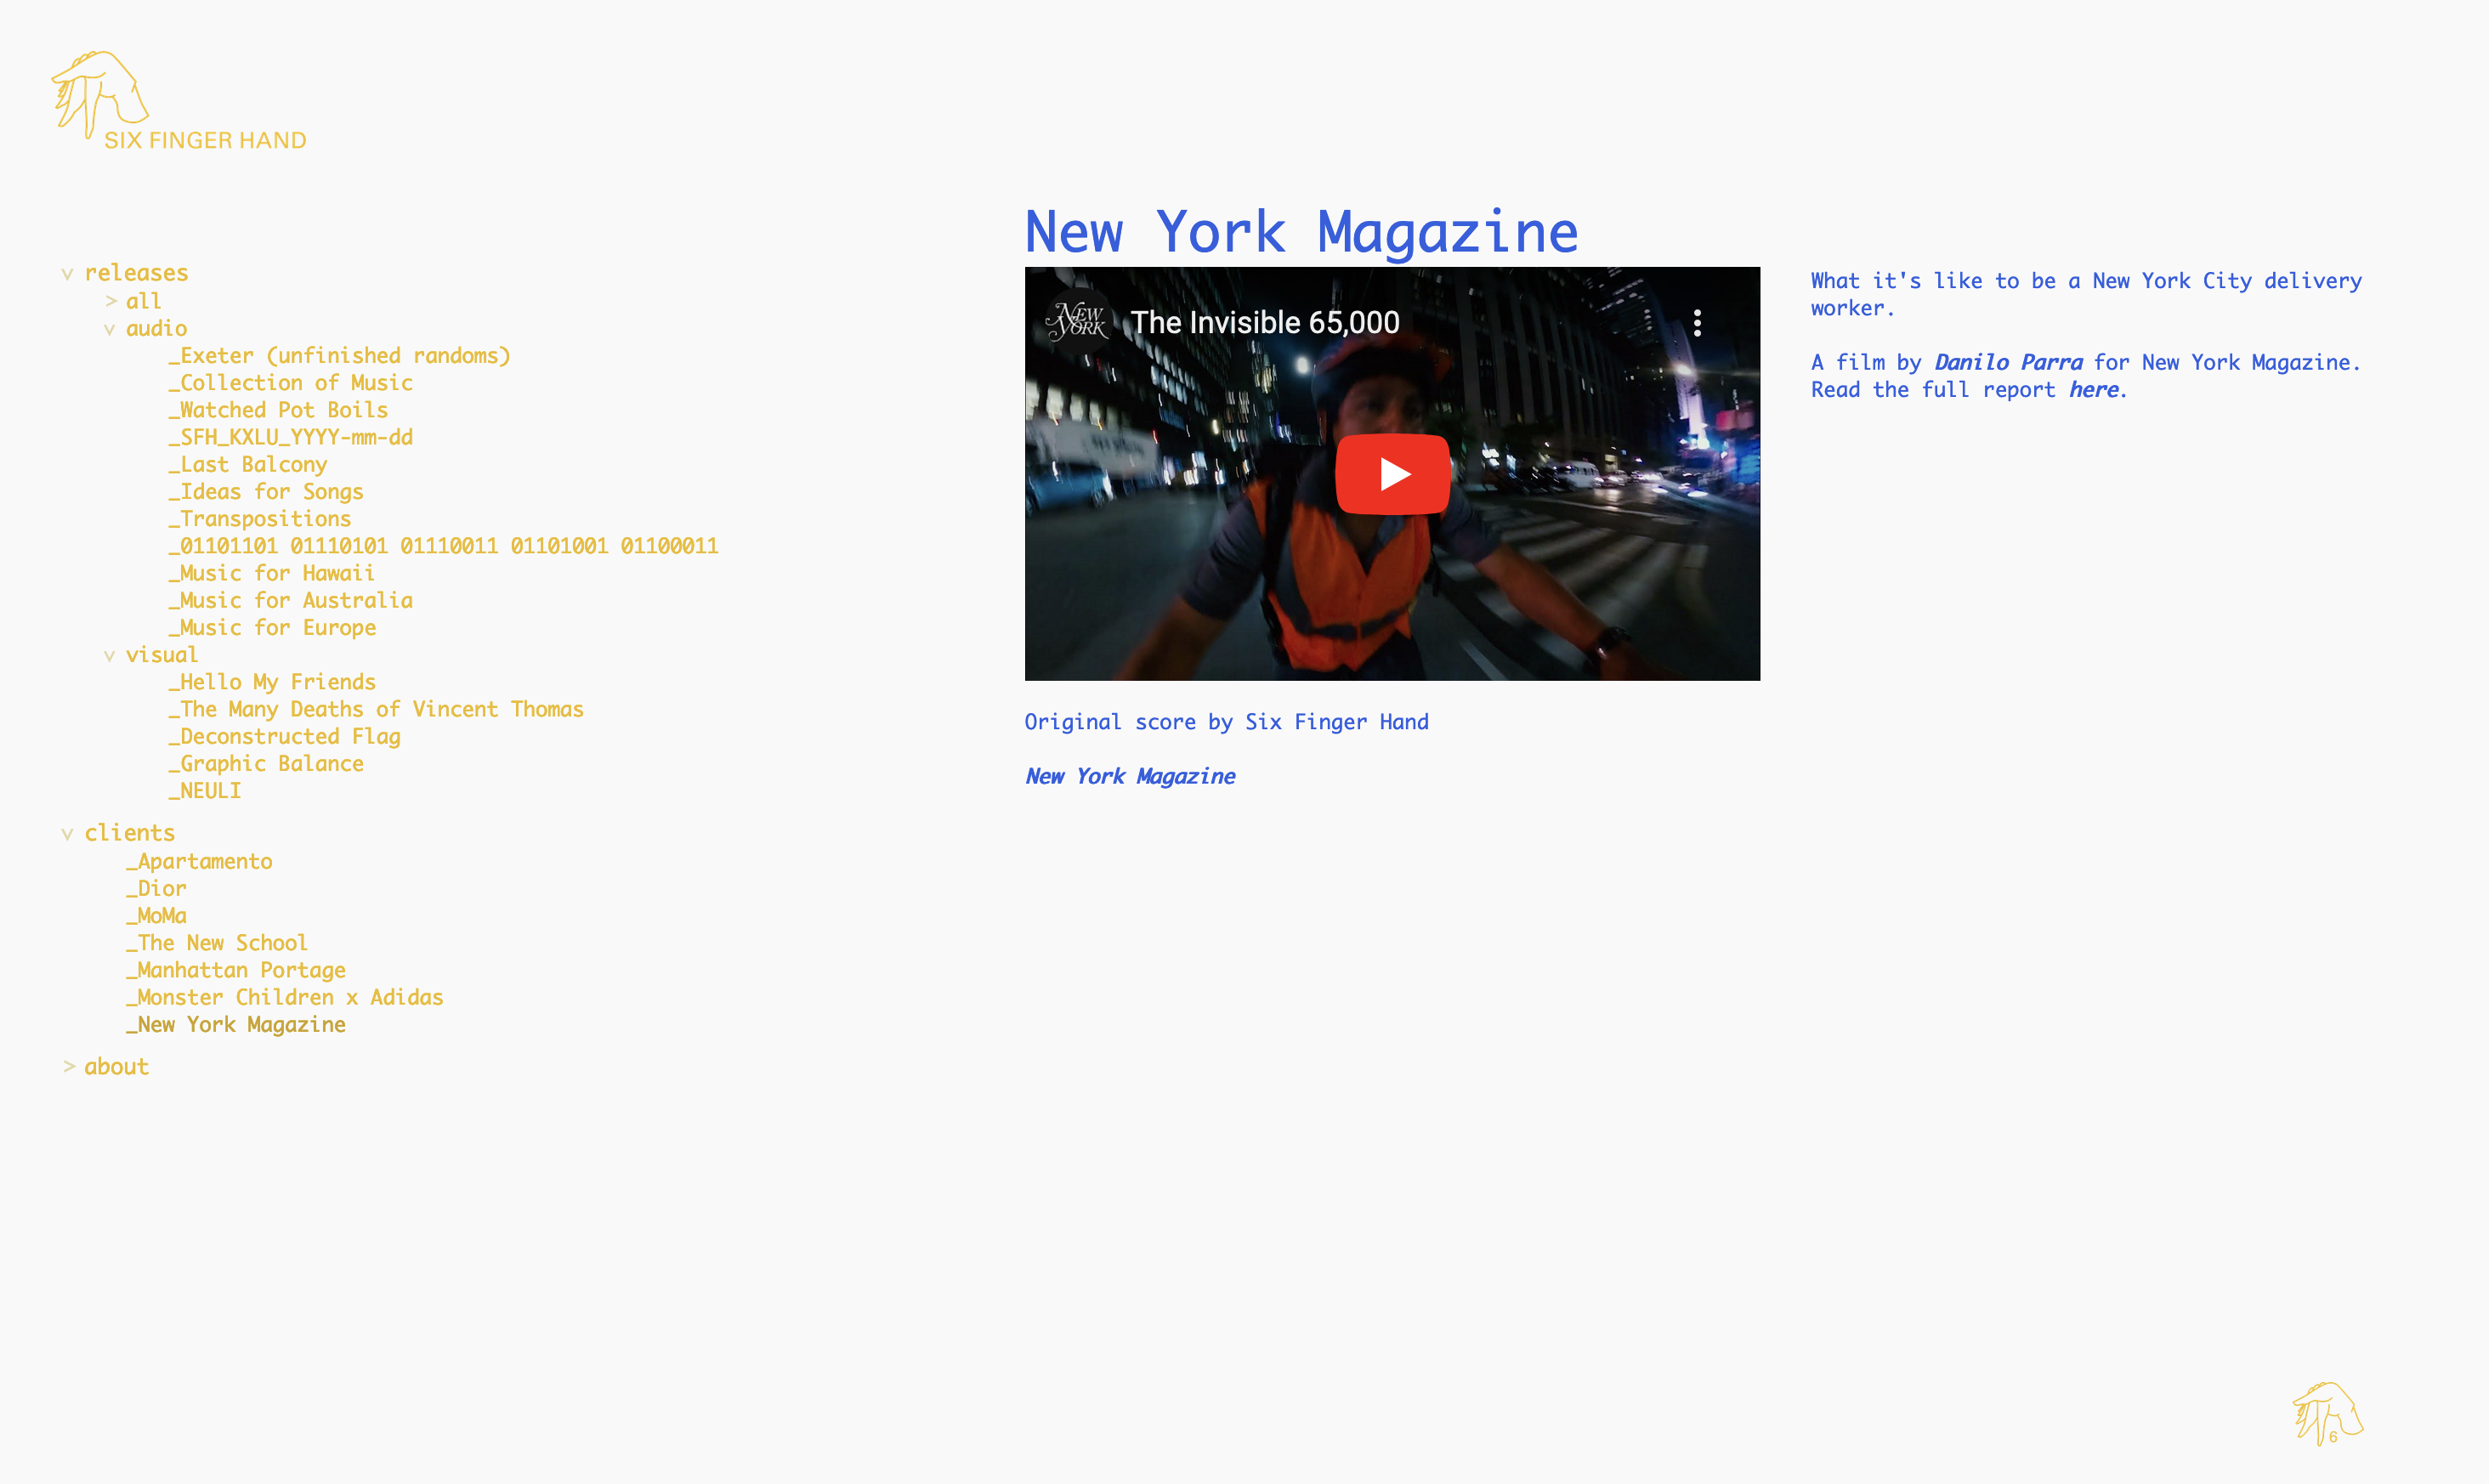 SIX FINGER HAND
v releases
> all
v audio
_Exeter (unfinished randoms)
_Collection of Music
_Watched Pot Boils
_SFH_KXLU_YYYY-mm-dd
_Last Balcony
_Ideas for Songs
_Transpositions
_01101101 01110101 01110011 01101001 01100011
_Music for Hawaii
_Music for Australia
_Music for Europe
v visual
_Hello My Friends
_The Many Deaths of Vincent Thomas
_Deconstructed Flag
_Graphic Balance
_NEULI
v clients
_Apartamento
_Dior
_MoMa
_The New School
_Manhattan Portage
_Monster Children x Adidas
_New York Magazine
> about
New York Magazine
NEW YORK
The Invisible 65,000
Original score by Six Finger Hand
New York Magazine
What it's like to be a New York City delivery
worker.
A film by Danilo Parra for New York Magazine.
Read the full report here.
6